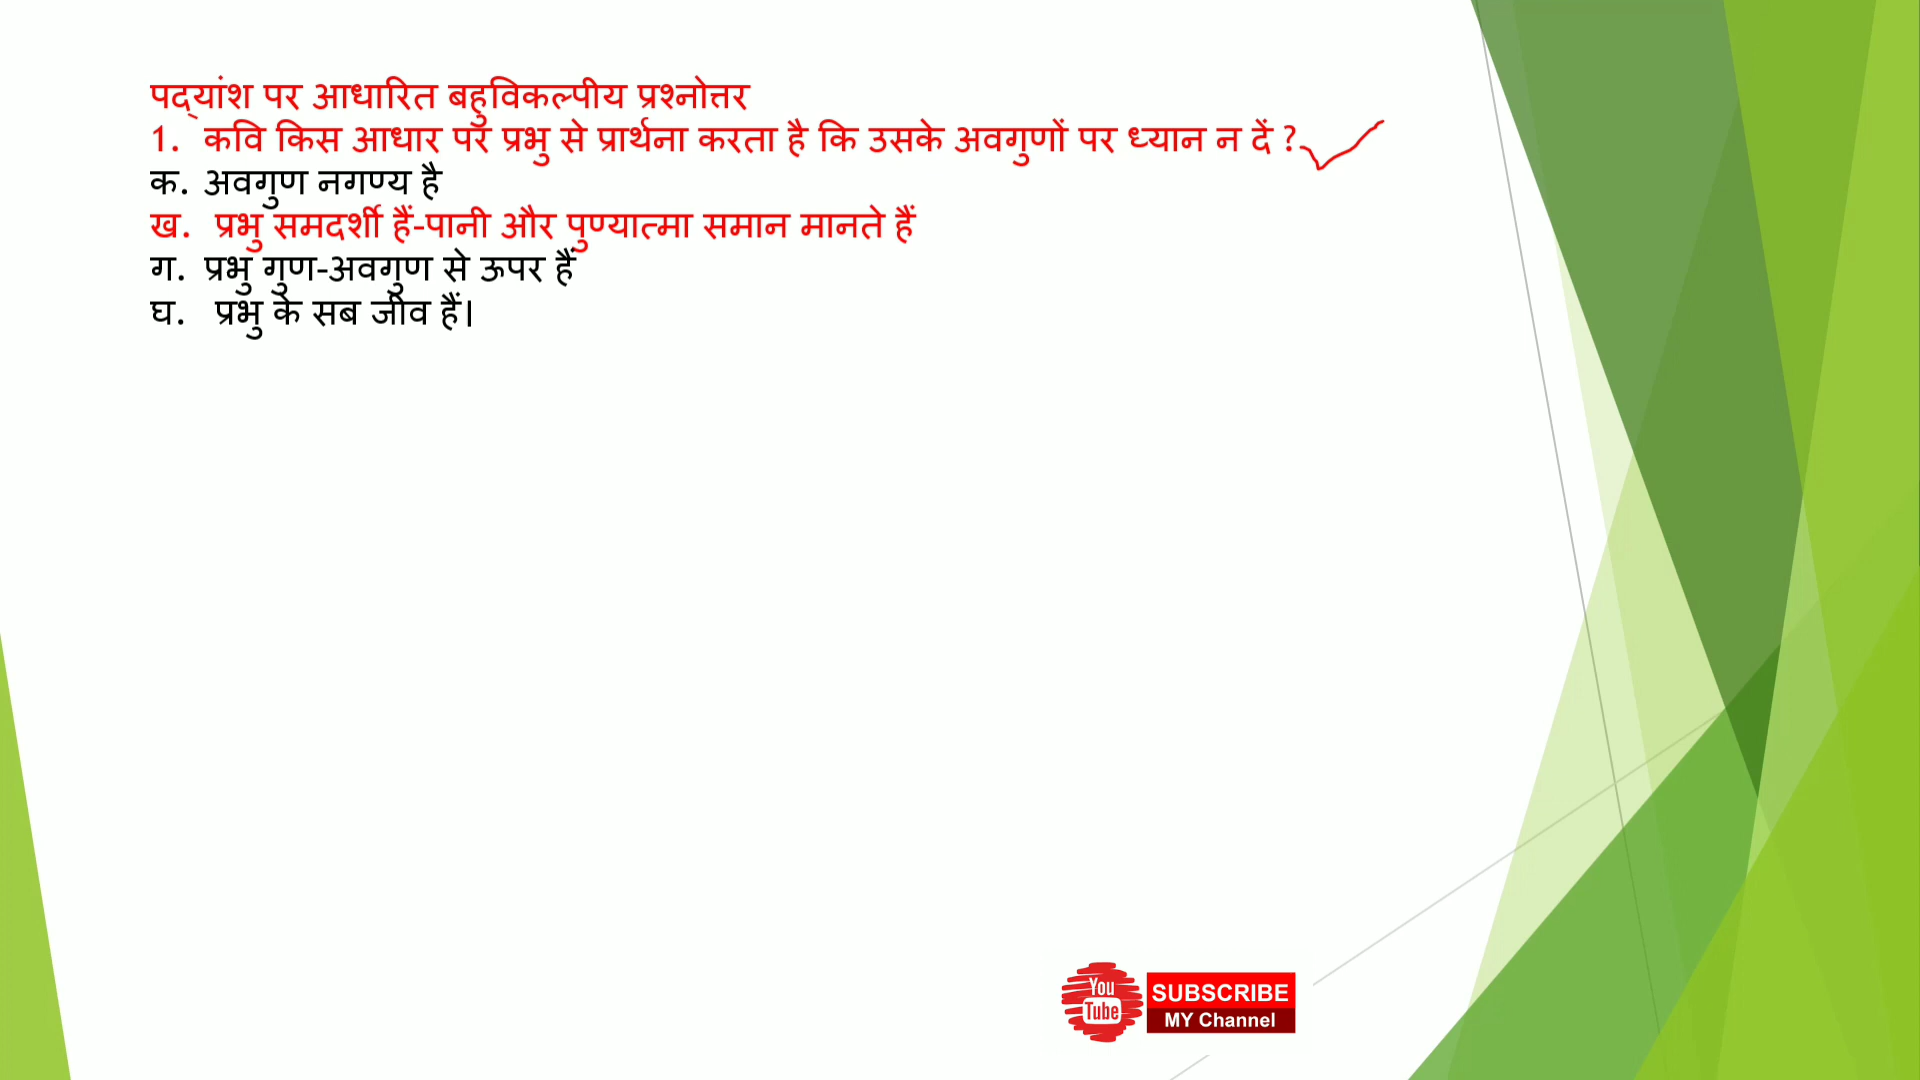 पद्यांश पर आधारित बहुविकल्पीय प्रश्नोत्तर
1. कवि किस आधार पर प्रभु से प्रार्थना करता है कि उसके अवगुणों पर ध्यान न दें ?
क. अवगुण नगण्य है
ख. प्रभु समदर्शी हैं-पानी और पुण्यात्मा समान मानते हैं
ग. प्रभु गुण-अवगुण से ऊपर हैं
घ. प्रभु के सब जीव हैं।
You
Tube
SUBSCRIBE
MY Channel